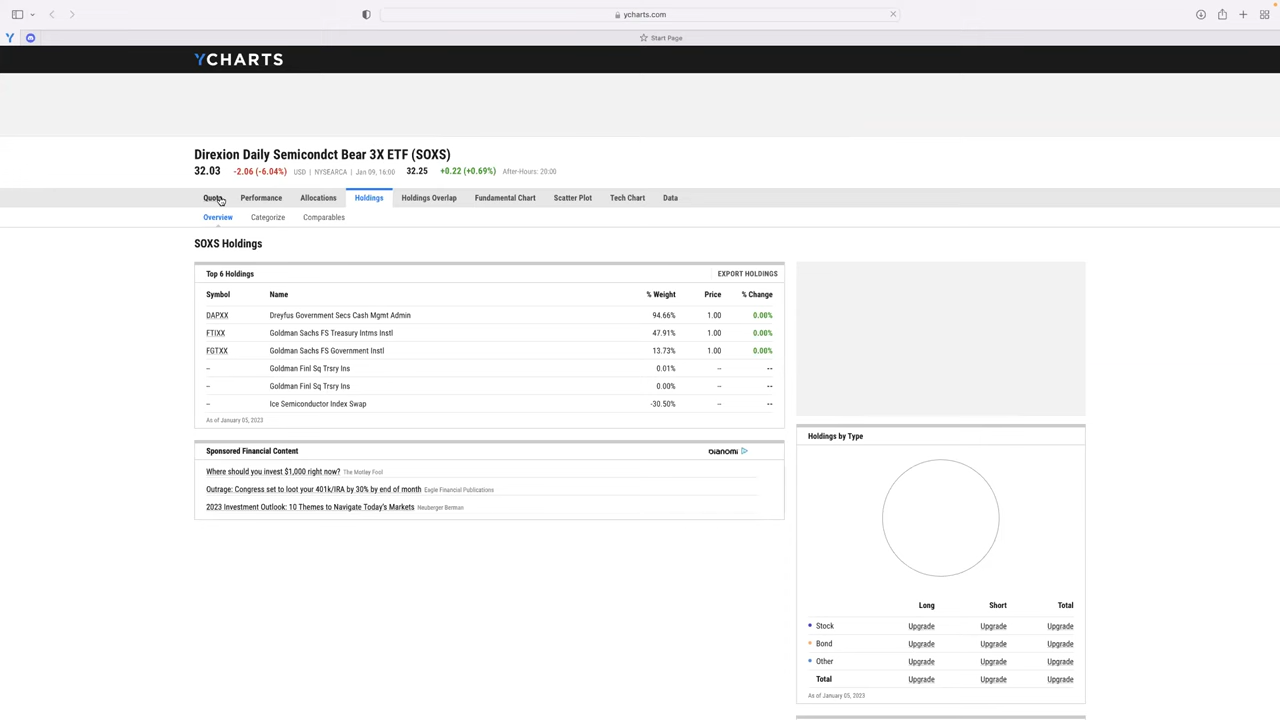 ycharts.com
Start Page
YCHARTS
Direxion Daily Semicondct Bear 3X ETF (SOXS)
32.03 -2.06 (-6.04%) USD | NYSEARCA | Jan 09, 16:00 32.25 +0.22 (+0.69%) After-Hours: 20:00
Quote Performance Allocations Holdings Holdings Overlap Fundamental Chart Scatter Plot Tech Chart Data
Overview Categorize Comparables
SOXS Holdings
Top 6 Holdings EXPORT HOLDINGS
Symbol Name % Weight Price % Change
DAPXX Dreyfus Government Secs Cash Mgmt Admin 94.66% 1.00 0.00%
FTIXX Goldman Sachs FS Treasury Intms Instl 47.91% 1.00 0.00%
FGTXX Goldman Sachs FS Government Instl 13.73% 1.00 0.00%
– Goldman Finl Sq Trsry Ins 0.01% -- --
– Goldman Finl Sq Trsry Ins 0.00% -- --
– Ice Semiconductor Index Swap -30.50% -- --
As of January 05, 2023
Sponsored Financial Content dianomi
Where should you invest $1,000 right now? The Motley Fool
Outrage: Congress set to loot your 401k/IRA by 30% by end of month Eagle Financial Publications
2023 Investment Outlook: 10 Themes to Navigate Today's Markets Neuberger Berman
Holdings by Type
Long Short Total
Stock Upgrade Upgrade Upgrade
Bond Upgrade Upgrade Upgrade
Other Upgrade Upgrade Upgrade
Total Upgrade Upgrade Upgrade
As of January 05, 2023